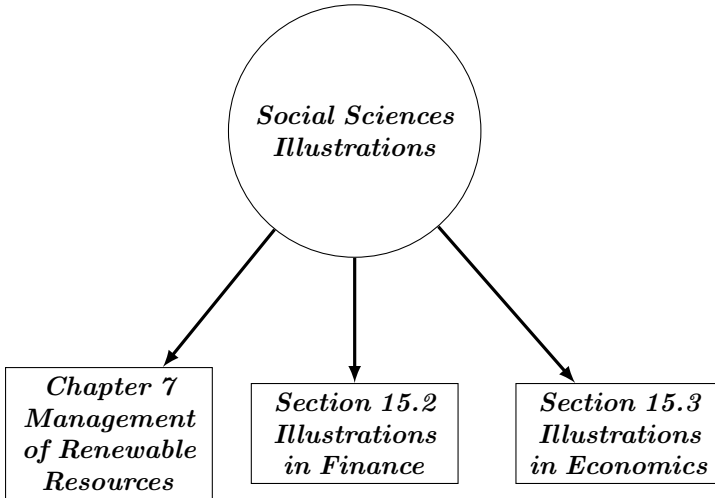 Social Sciences
Illustrations
Chapter 7
Management
of Renewable
Resources
Section 15.2
Illustrations
in Finance
Section 15.3
Illustrations
in Economics